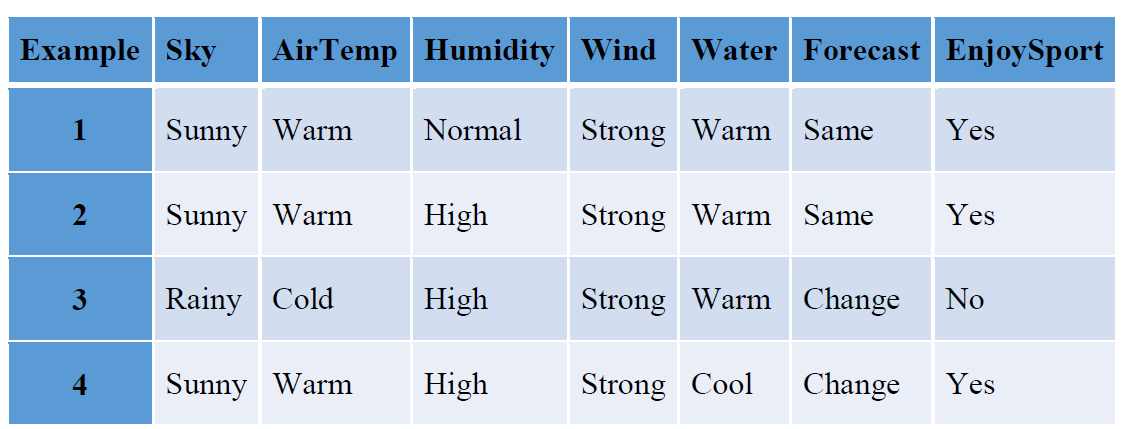 Example Sky AirTemp Humidity Wind Water Forecast EnjoySport
1 Sunny Warm Normal Strong Warm Same Yes
2 Sunny Warm High Strong Warm Same Yes
3 Rainy Cold High Strong Warm Change No
4 Sunny Warm High Strong Cool Change Yes